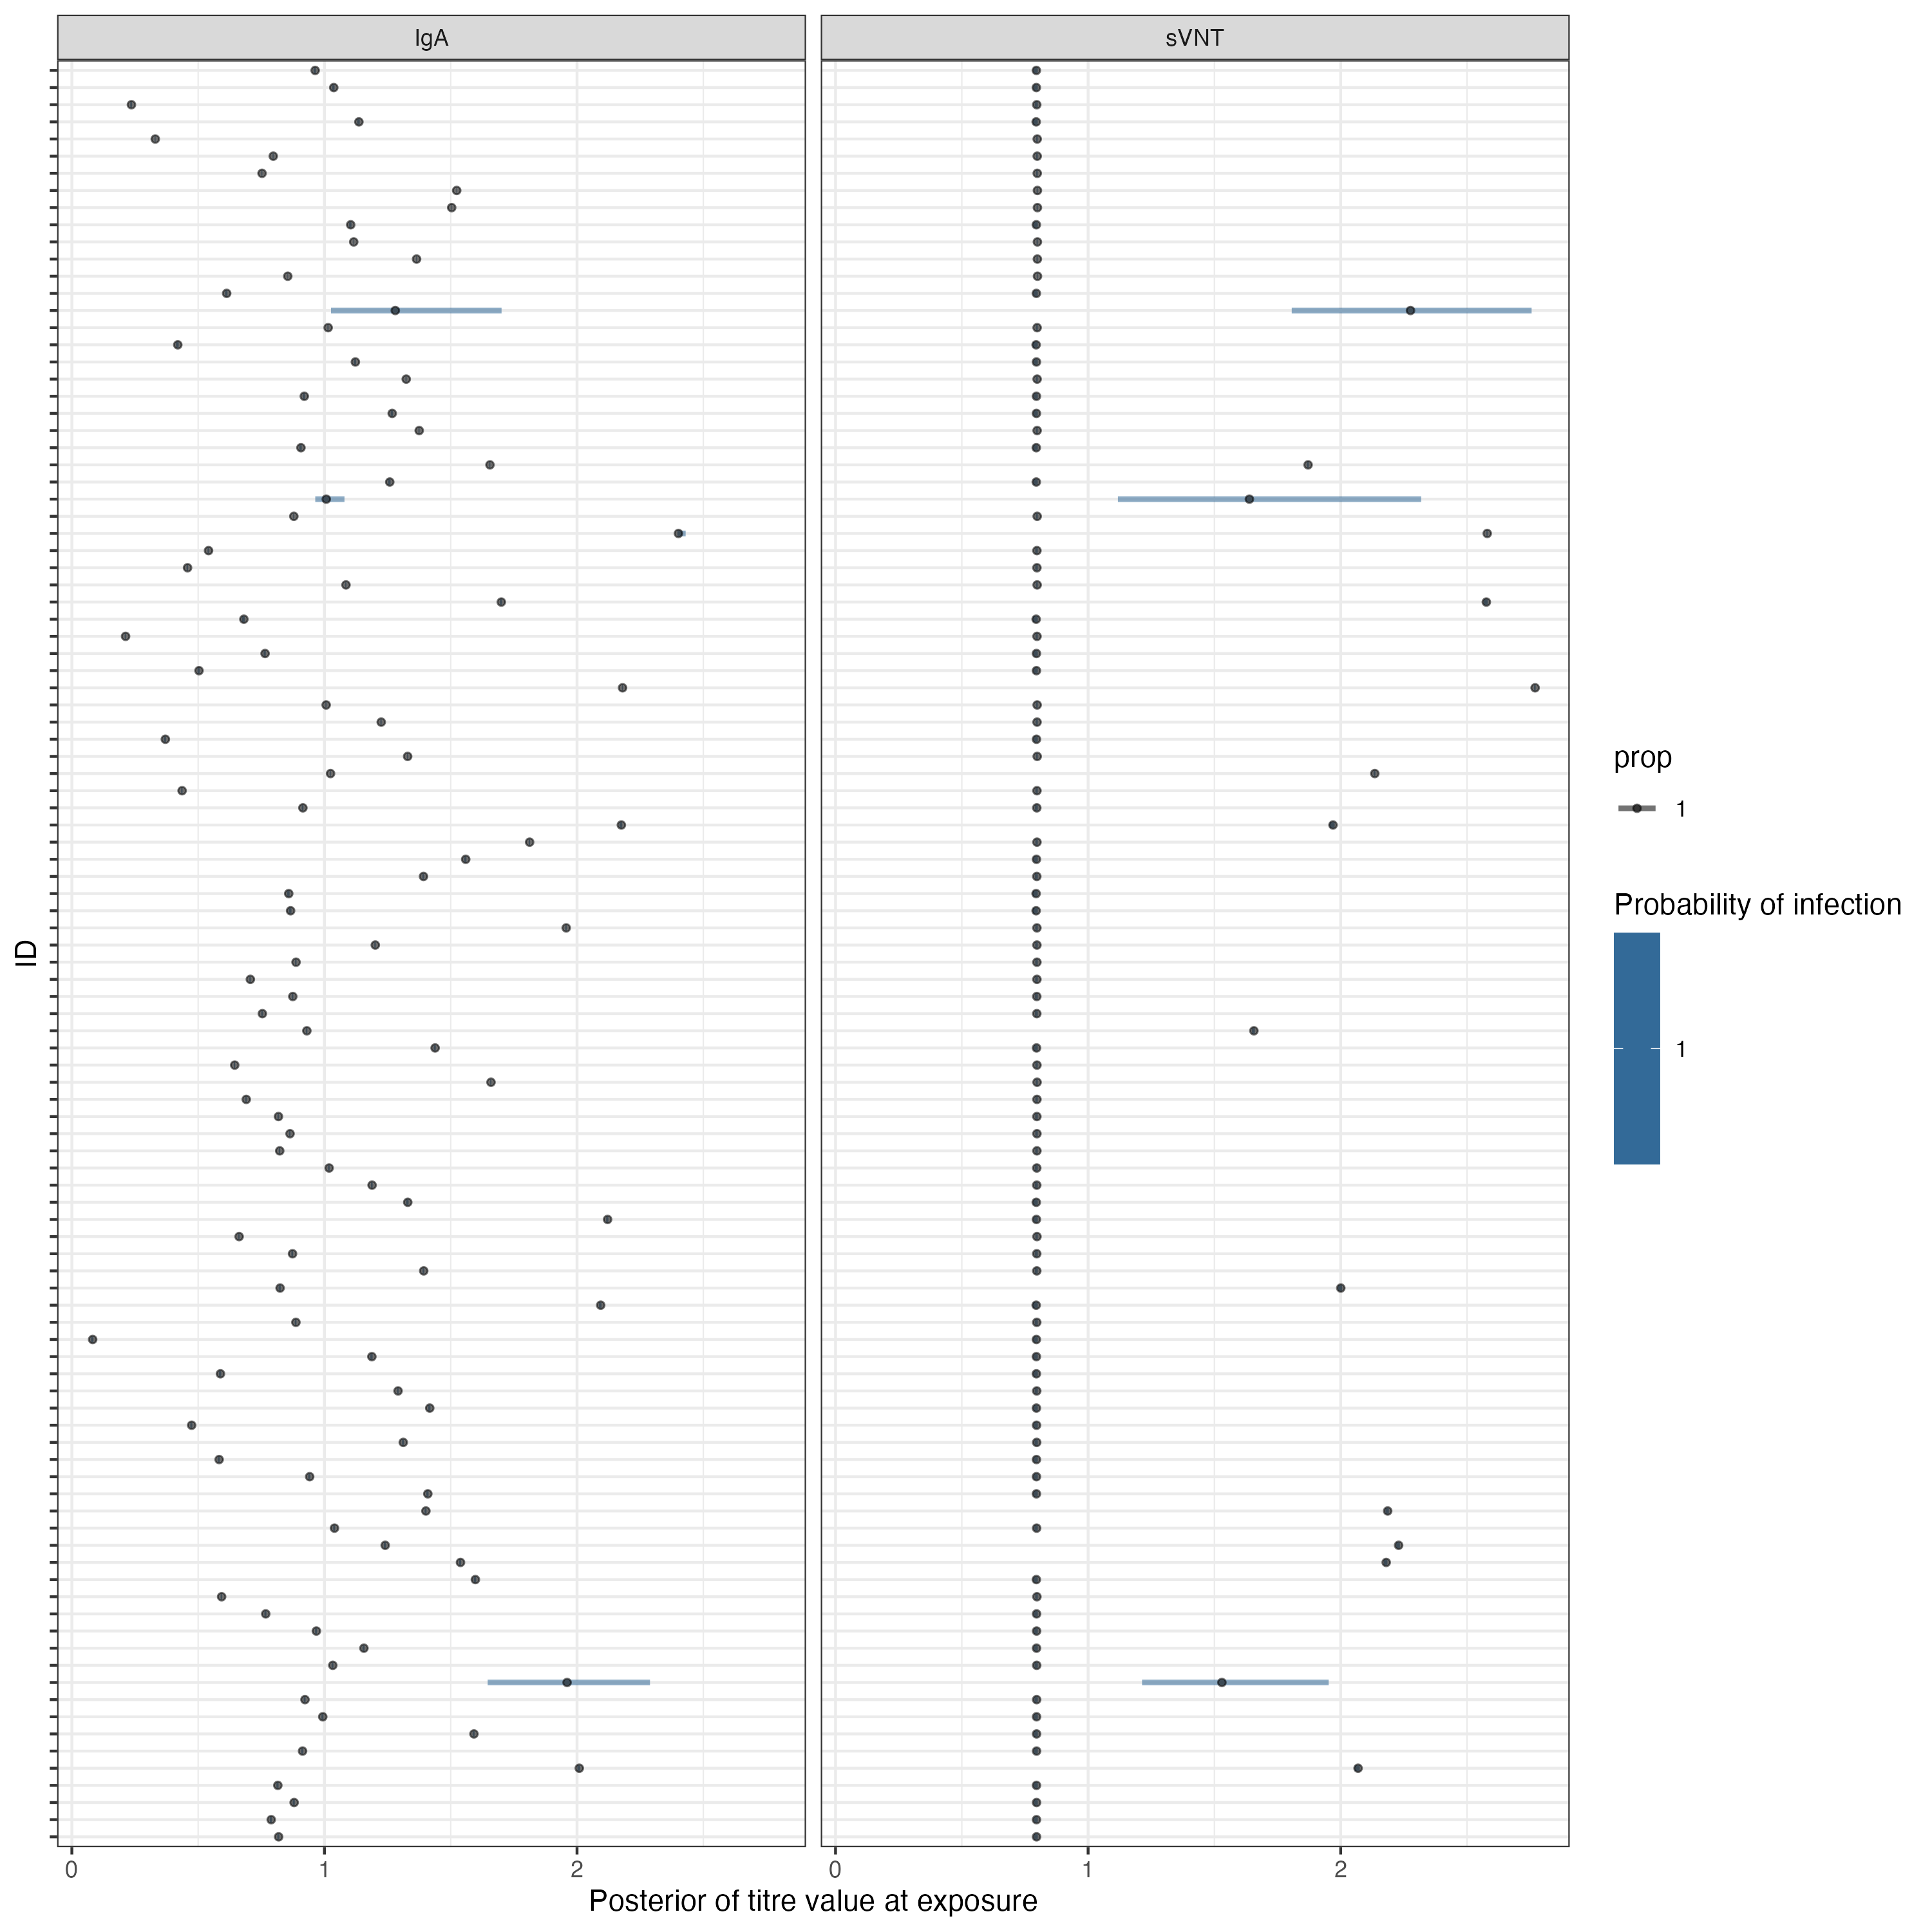 IgA
sVNT
ID
prop
1
Probability of infection
1
0
1
2
0
1
2
Posterior of titre value at exposure